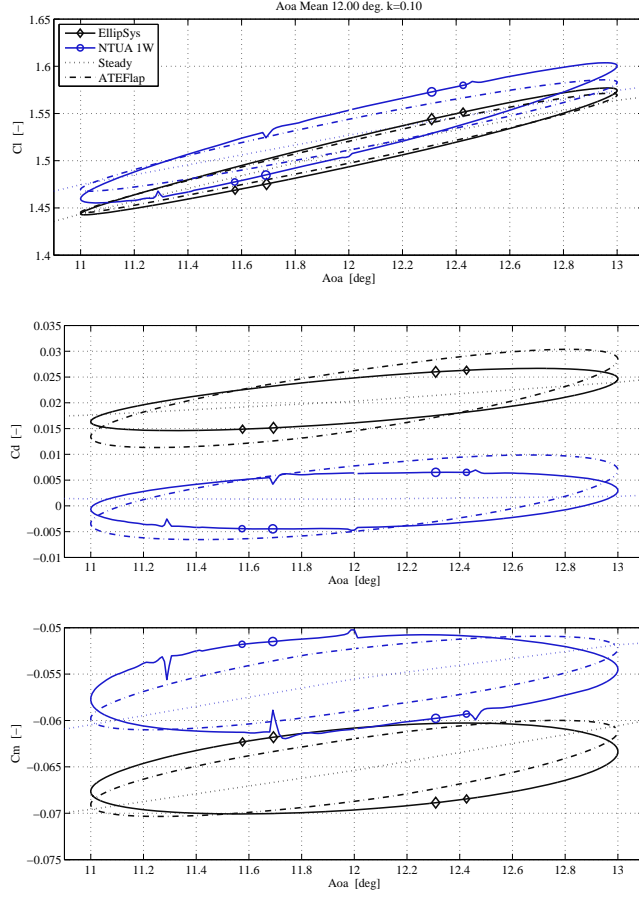 Aoa Mean 12.00 deg. k=0.10
EllipSys
NTUA 1W
Steady
ATEFlap
1.65
1.6
1.55
1.5
1.45
1.4
Cl [−]
11 11.2 11.4 11.6 11.8 12 12.2 12.4 12.6 12.8 13
Aoa [deg]
0.035
0.03
0.025
0.02
0.015
0.01
0.005
0
−0.005
−0.01
Cd [−]
11 11.2 11.4 11.6 11.8 12 12.2 12.4 12.6 12.8 13
Aoa [deg]
−0.05
−0.055
−0.06
−0.065
−0.07
−0.075
Cm [−]
11 11.2 11.4 11.6 11.8 12 12.2 12.4 12.6 12.8 13
Aoa [deg]